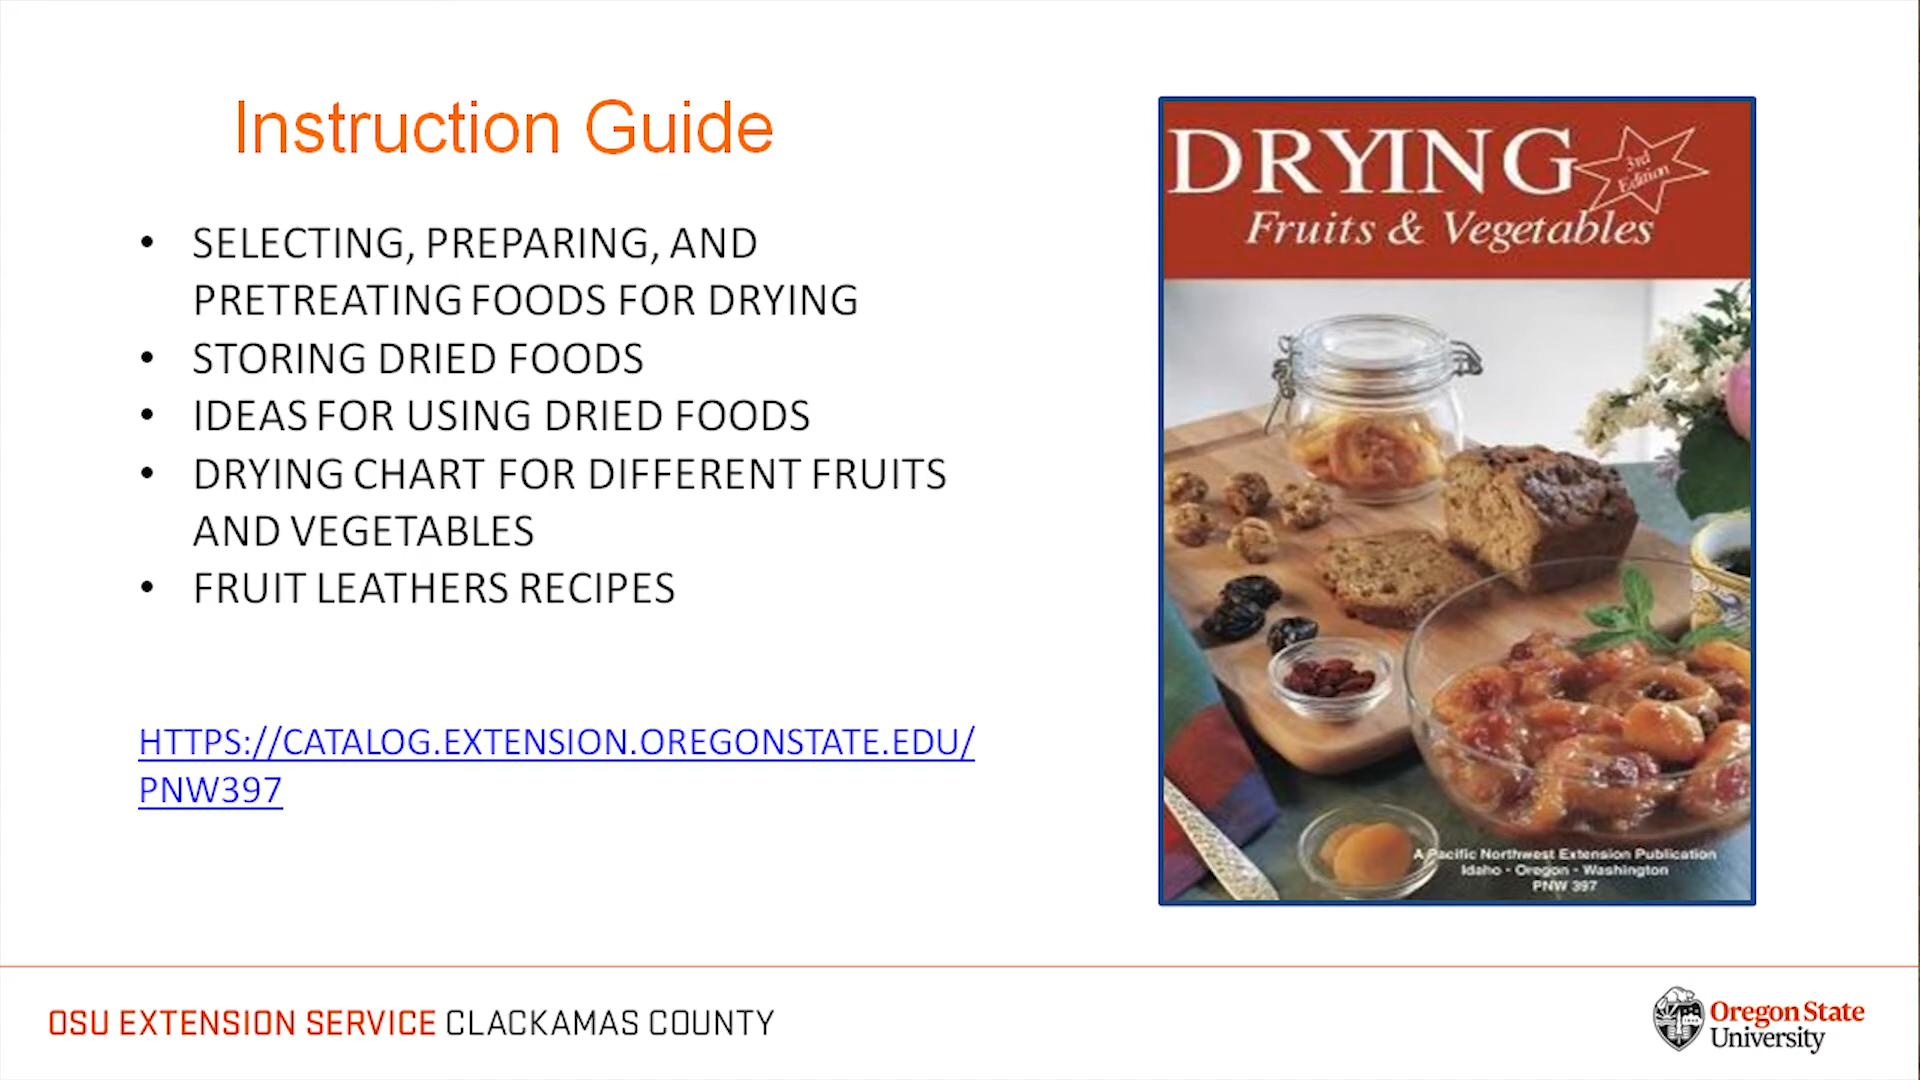 Instruction Guide
• SELECTING, PREPARING, AND
PRETREATING FOODS FOR DRYING
• STORING DRIED FOODS
• IDEAS FOR USING DRIED FOODS
• DRYING CHART FOR DIFFERENT FRUITS
AND VEGETABLES
• FRUIT LEATHERS RECIPES
HTTPS://CATALOG.EXTENSION.OREGONSTATE.EDU/
PNW397
DRYING
3rd
Edition
Fruits & Vegetables
A Pacific Northwest Extension Publication
Idaho - Oregon - Washington
PNW 397
OSU EXTENSION SERVICE CLACKAMAS COUNTY
Oregon State
University